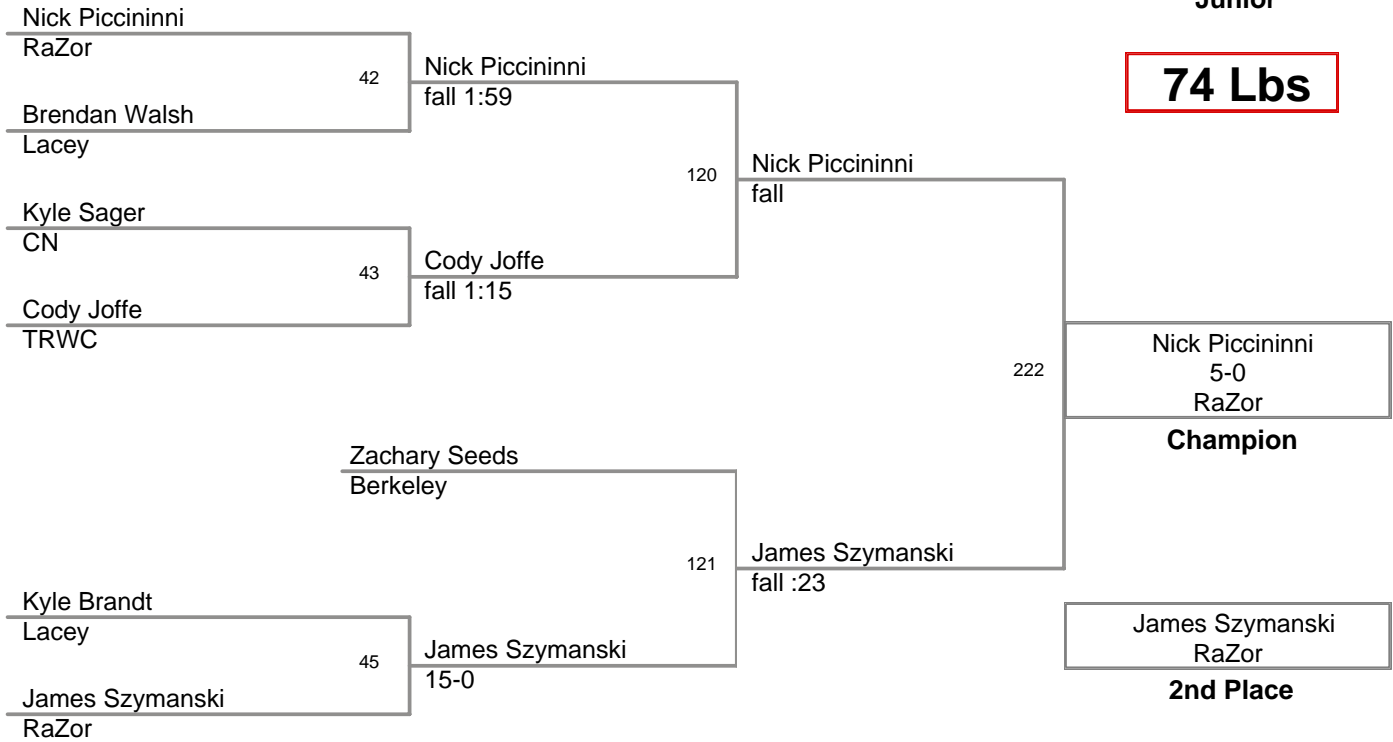 Junior
74 Lbs
Nick Piccininni
RaZor
42
Brendan Walsh
Lacey
Nick Piccininni
fall 1:59
Kyle Sager
CN
43
Cody Joffe
TRWC
Cody Joffe
fall 1:15
120
Nick Piccininni
fall
Zachary Seeds
Berkeley
Kyle Brandt
Lacey
45
James Szymanski
RaZor
James Szymanski
15-0
121
James Szymanski
fall :23
222
Nick Piccininni
5-0
RaZor
Champion
James Szymanski
RaZor
2nd Place